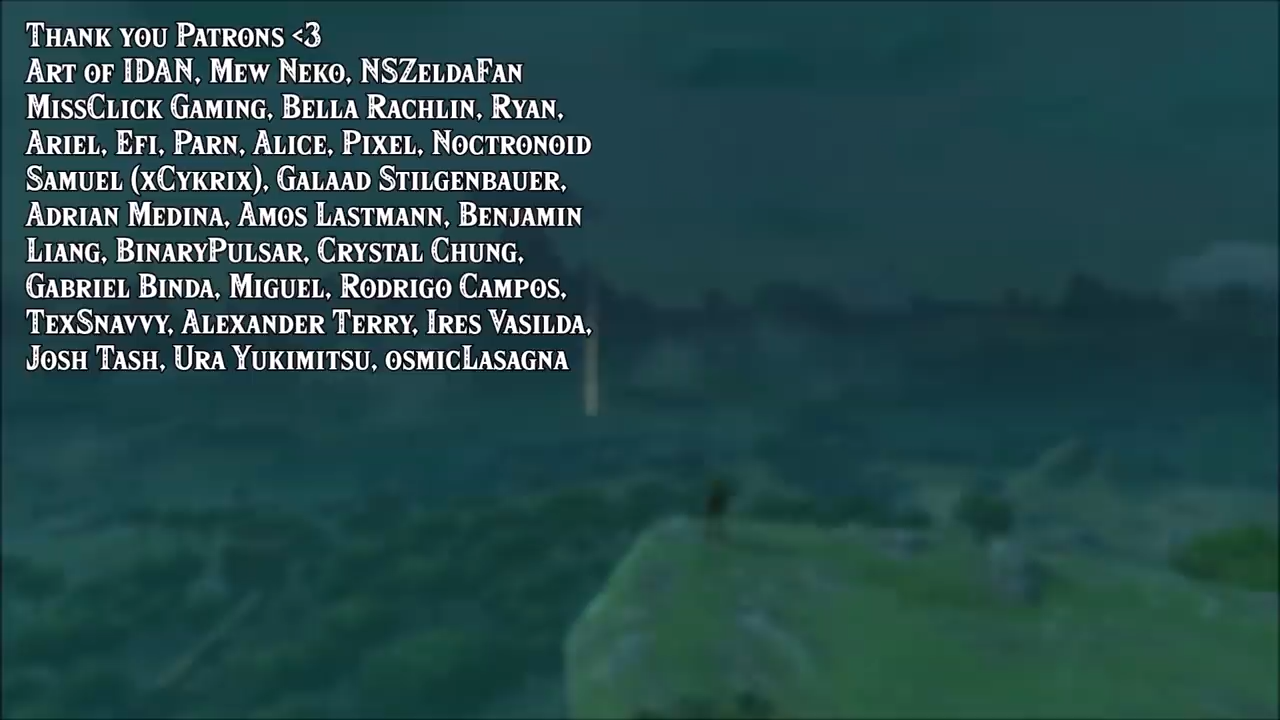 Thank you Patrons <3
Art of IDAN, Mew Neko, NSZeldaFan
MissClick Gaming, Bella Rachlin, Ryan,
Ariel, Efi, Parn, Alice, Pixel, Noctronoid
Samuel (xCykrix), Galaad Stilgenbauer,
Adrian Medina, Amos Lastmann, Benjamin
Liang, BinaryPulsar, Crystal Chung,
Gabriel Binda, Miguel, Rodrigo Campos,
TexSnavvy, Alexander Terry, Ires Vasilda,
Josh Tash, Ura Yukimitsu, osmicLasagna